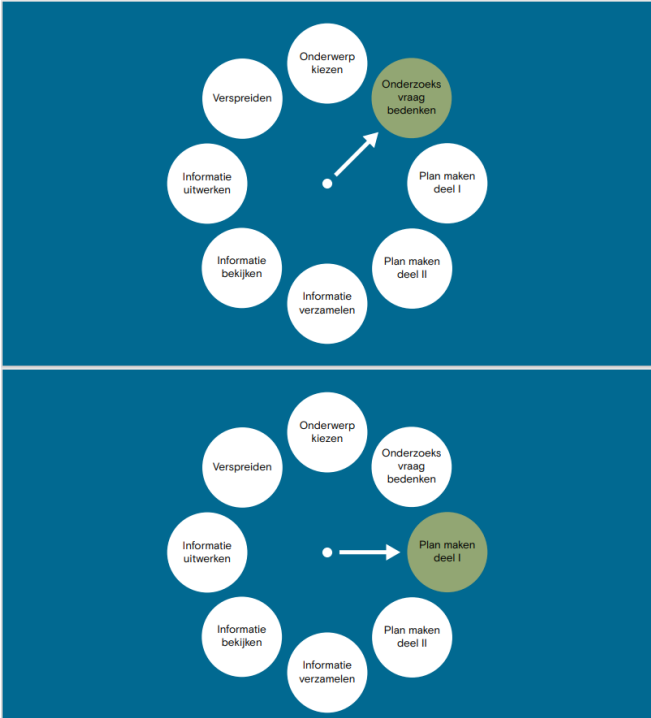 Onderwerp
kiezen
Onderzoeks
vraag
bedenken
Plan maken
deel I
Plan maken
deel II
Informatie
verzamelen
Informatie
bekijken
Informatie
uitwerken
Verspreiden
Onderwerp
kiezen
Onderzoeks
vraag
bedenken
Plan maken
deel I
Plan maken
deel II
Informatie
verzamelen
Informatie
bekijken
Informatie
uitwerken
Verspreiden